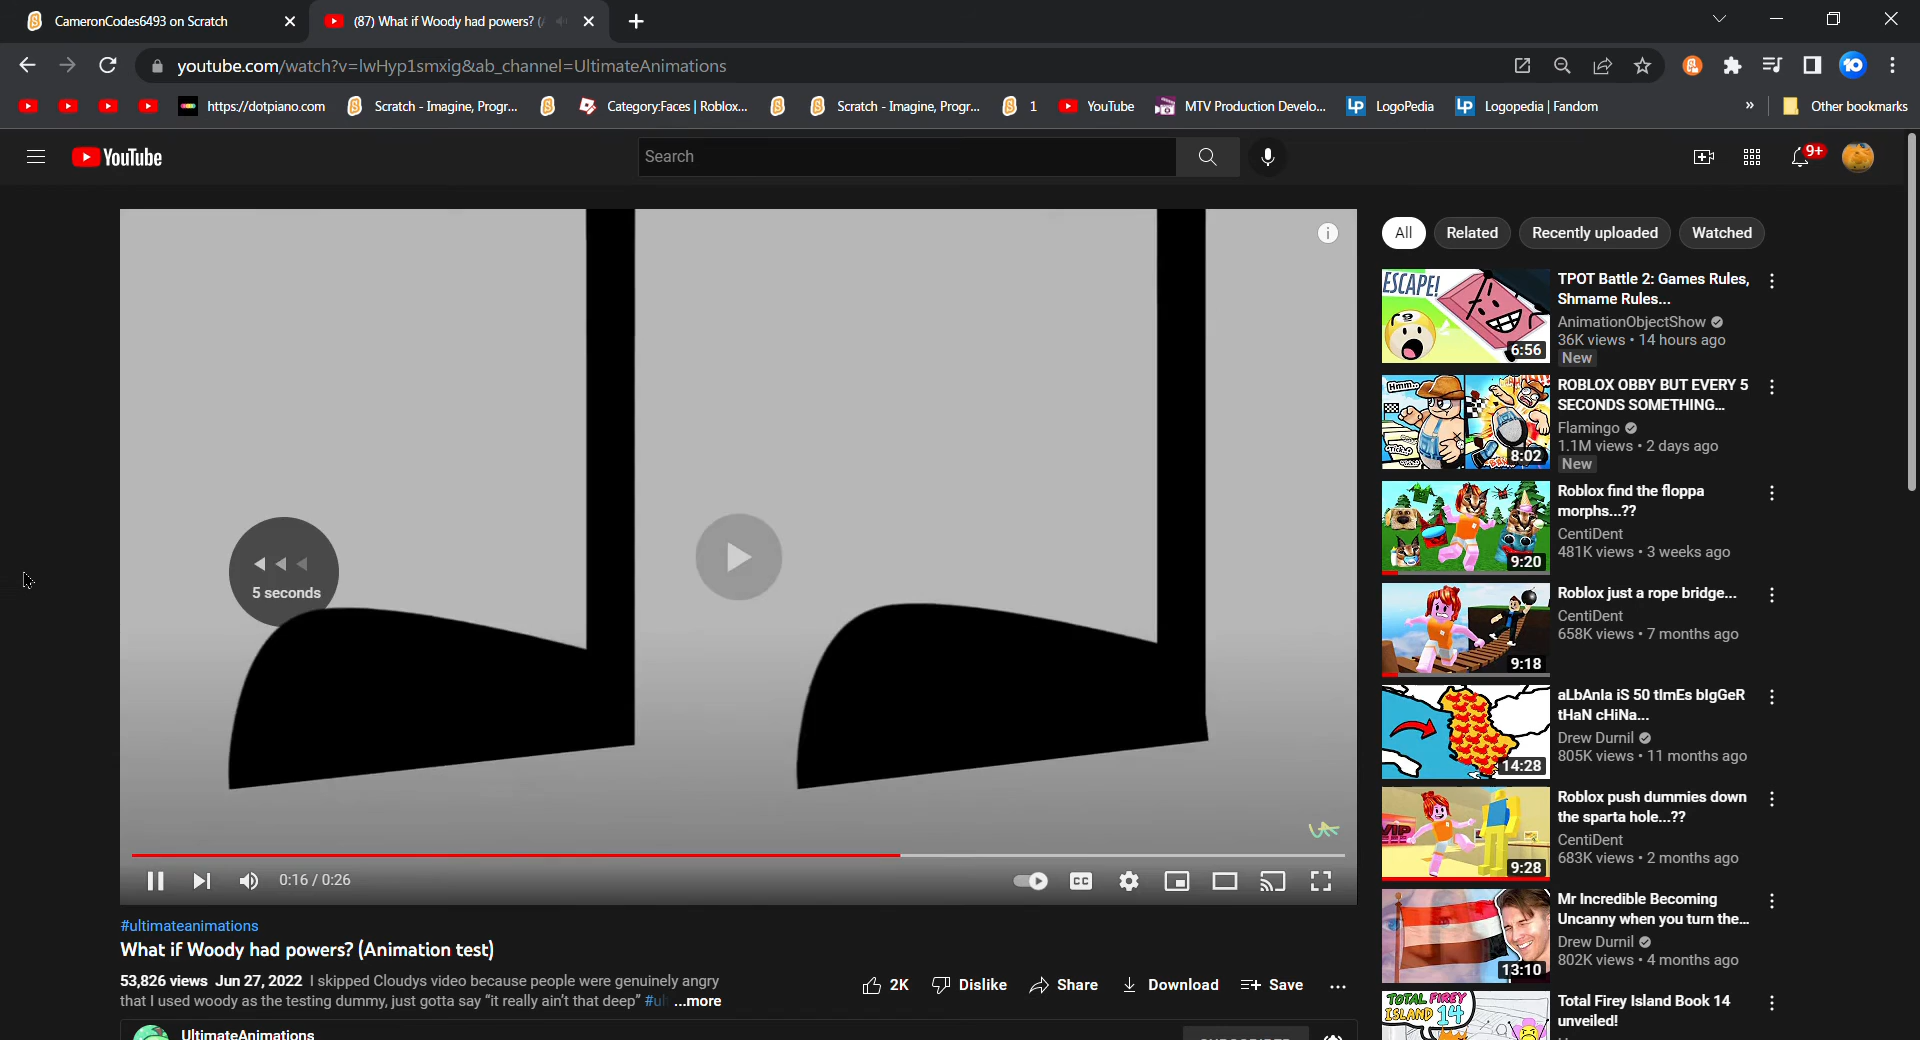 CameronCodes6493 on Scratch
(87) What if Woody had powers? (
youtube.com/watch?v=lwHyp1smxig&ab_channel=UltimateAnimations
https://dotpiano.com
Scratch - Imagine, Progr...
Category:Faces | Roblox...
Scratch - Imagine, Progr...
1
YouTube
MTV Production Develo...
LogoPedia
Logopedia | Fandom
»
Other bookmarks
YouTube
Search
9+
All
Related
Recently uploaded
Watched
5 seconds
0:16 / 0:26
CC
#ultimateanimations
What if Woody had powers? (Animation test)
53,826 views Jun 27, 2022 I skipped Cloudys video because people were genuinely angry
that I used woody as the testing dummy, just gotta say “it really ain't that deep” #ul ...more
2K
Dislike
Share
Download
Save
UltimateAnimations
ESCAPE!
6:56
TPOT Battle 2: Games Rules,
Shmame Rules...
AnimationObjectShow
36K views • 14 hours ago
New
Hmm..
8:02
ROBLOX OBBY BUT EVERY 5
SECONDS SOMETHING...
Flamingo
1.1M views • 2 days ago
New
9:20
Roblox find the floppa
morphs...??
CentiDent
481K views • 3 weeks ago
9:18
Roblox just a rope bridge...
CentiDent
658K views • 7 months ago
14:28
aLbAnIa iS 50 tImEs bIgGeR
tHaN cHiNa...
Drew Durnil
805K views • 11 months ago
VIP
9:28
Roblox push dummies down
the sparta hole...??
CentiDent
683K views • 2 months ago
13:10
Mr Incredible Becoming
Uncanny when you turn the...
Drew Durnil
802K views • 4 months ago
TOTAL FIREY
ISLAND 14
Total Firey Island Book 14
unveiled!